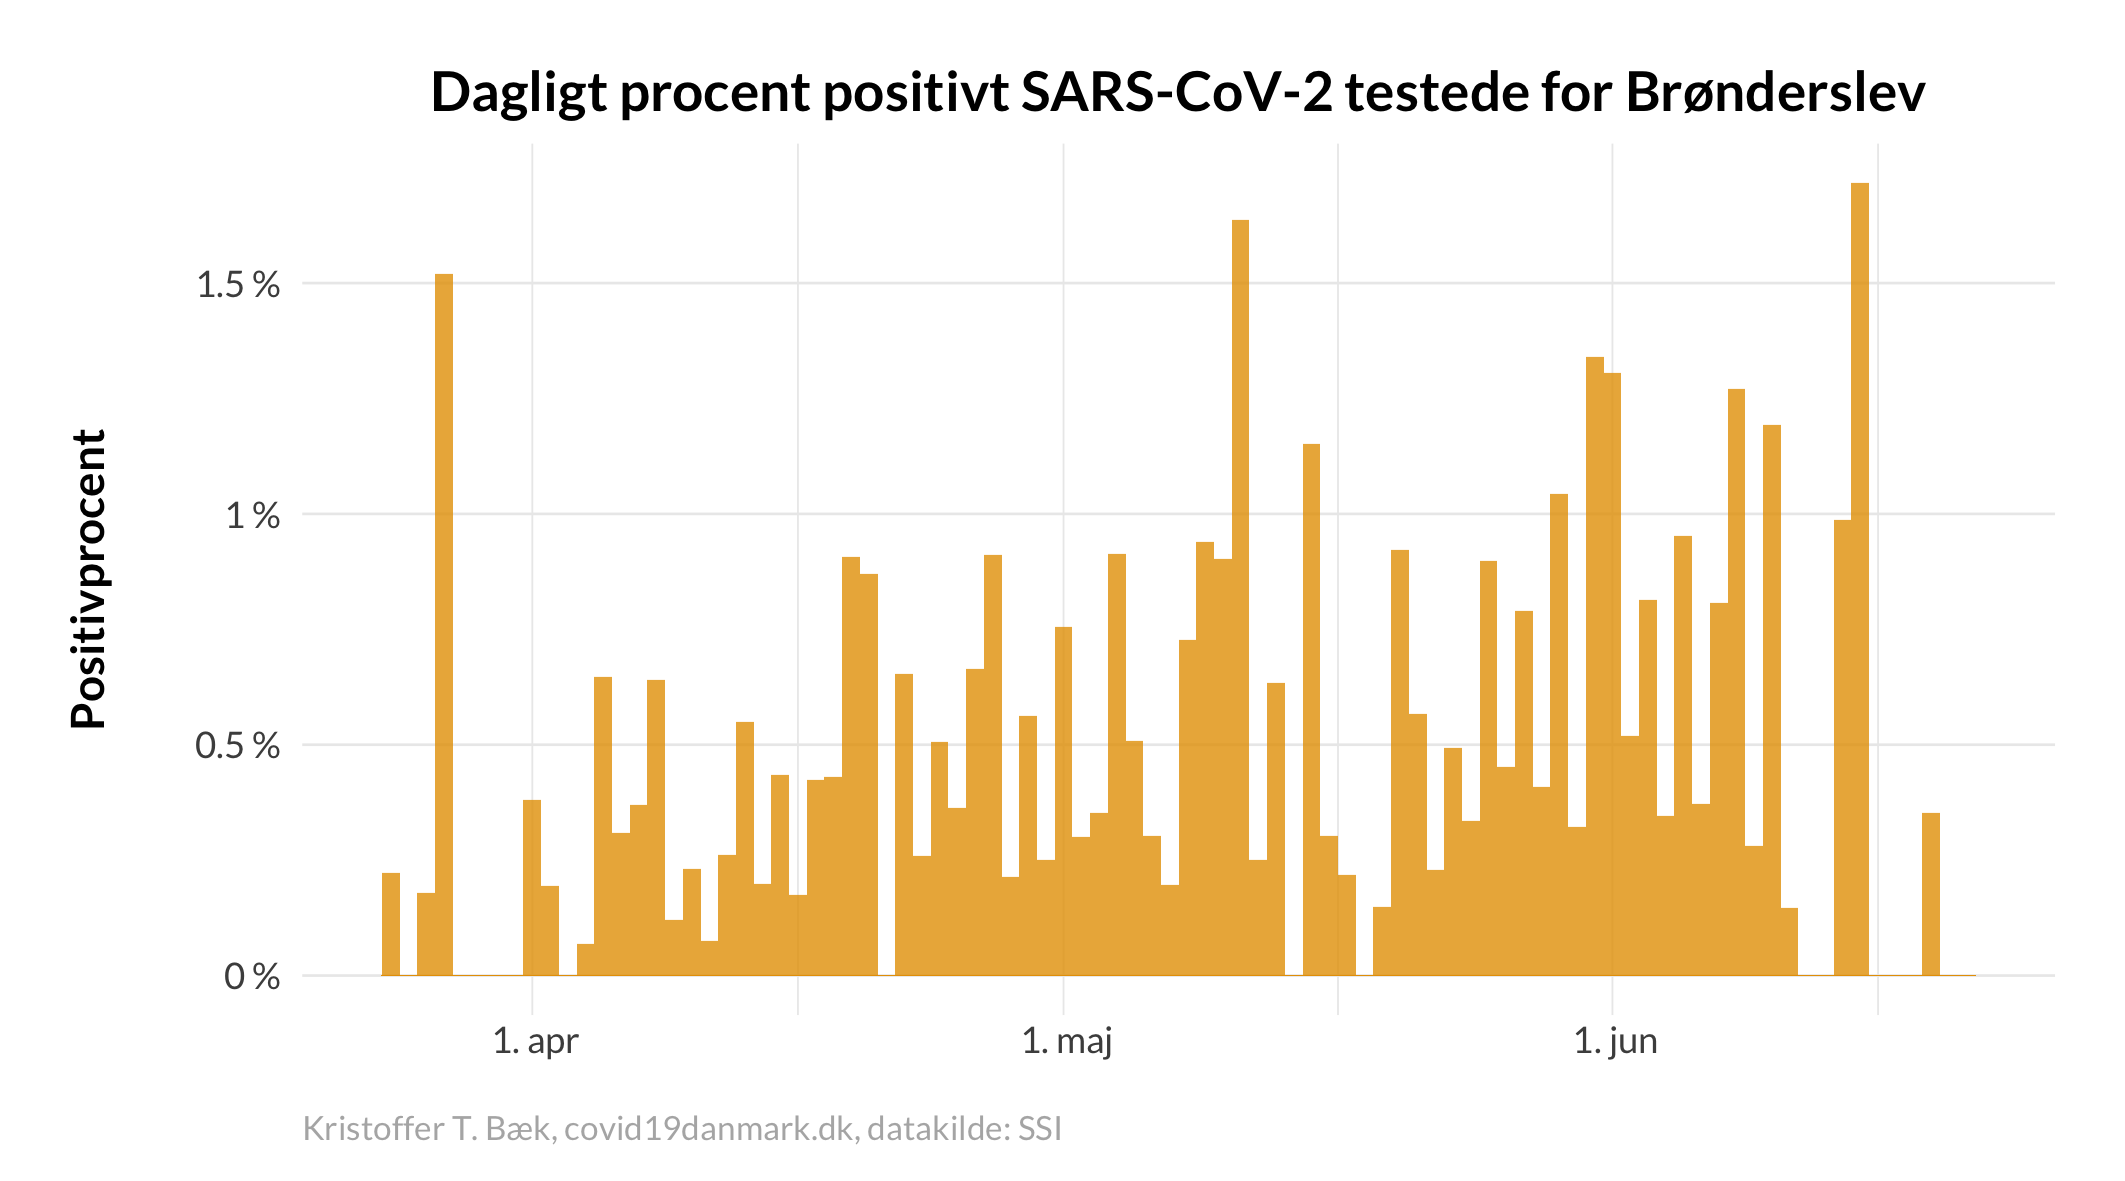 Dagligt procent positivt SARS-CoV-2 testede for Brønderslev
Positivprocent
1.5 %
1 %
0.5 %
0 %
1. apr
1. maj
1. jun
Kristoffer T. Bæk, covid19danmark.dk, datakilde: SSI